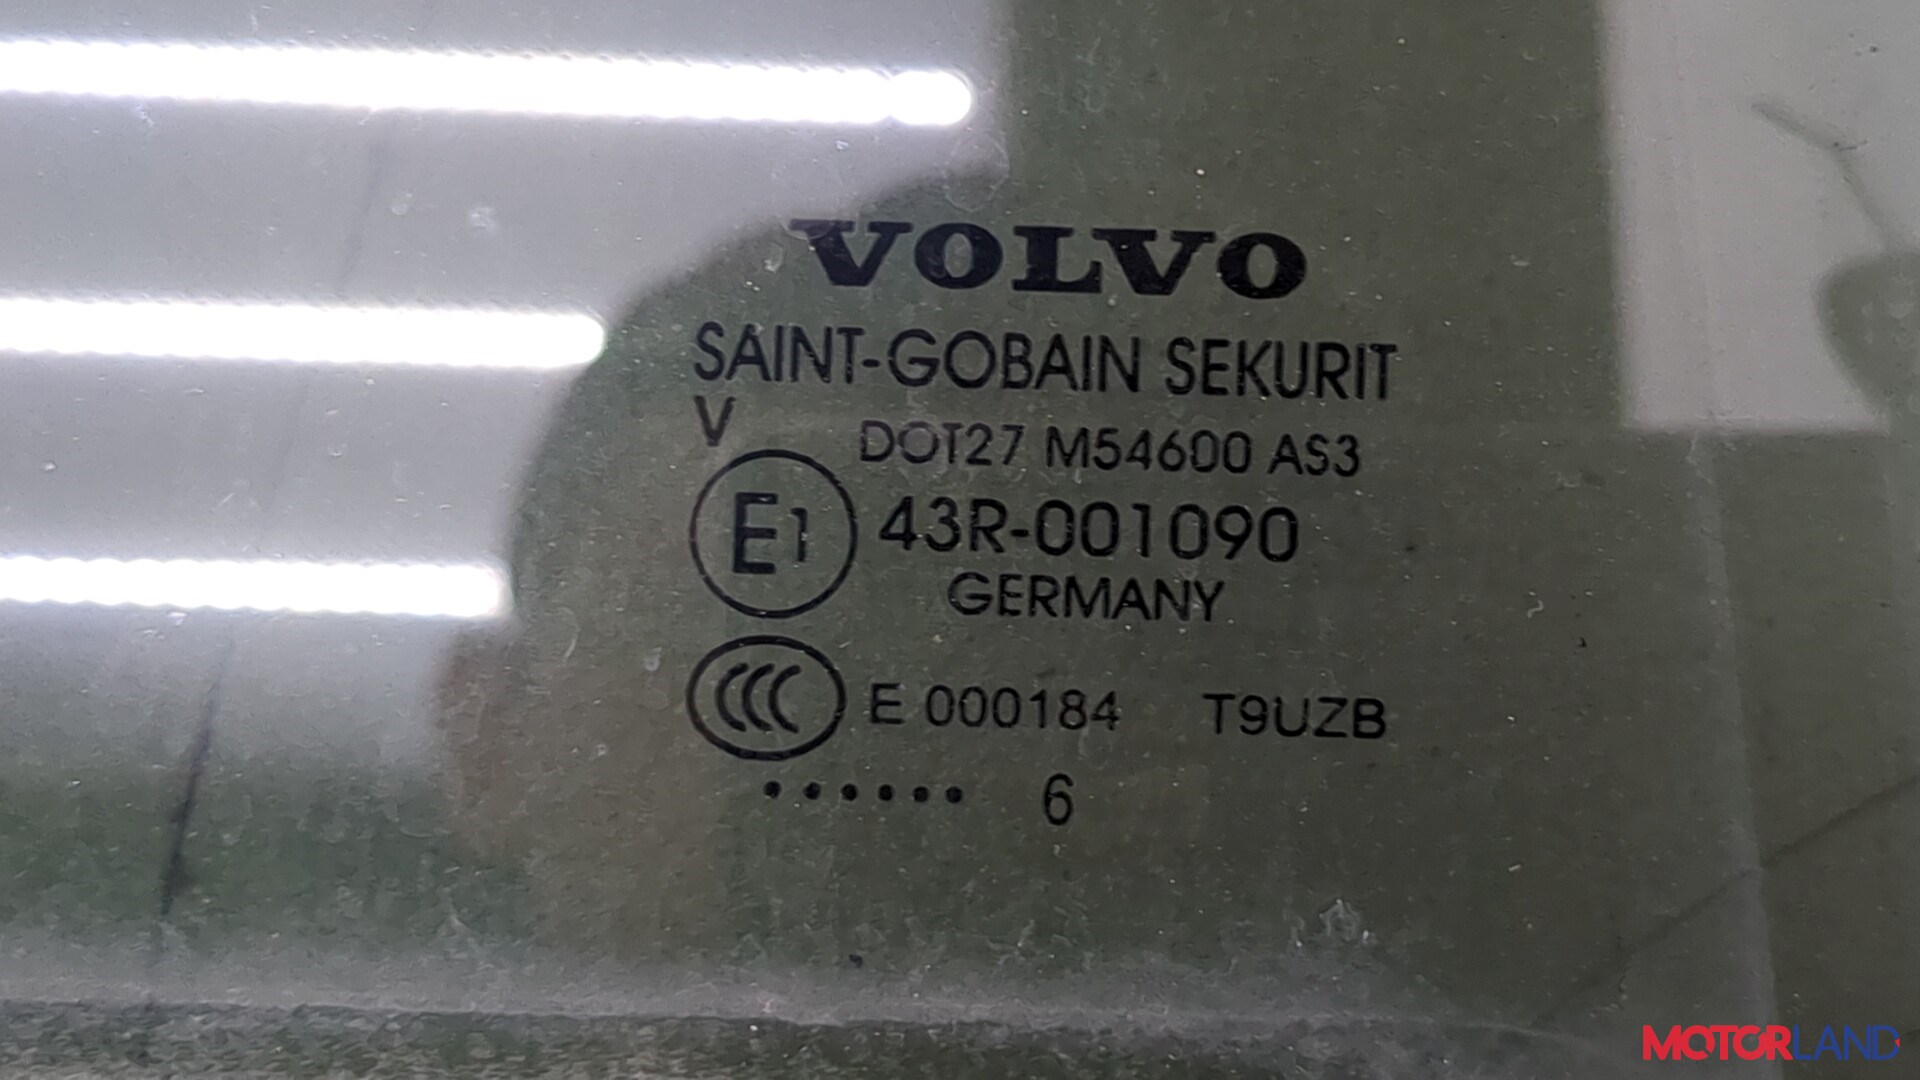 VOLVO
SAINT-GOBAIN SEKURIT
V
DOT27 M54600 AS3
E1 43R-001090
GERMANY
CCC E 000184 T9UZB
...... 6
MOTORLAND